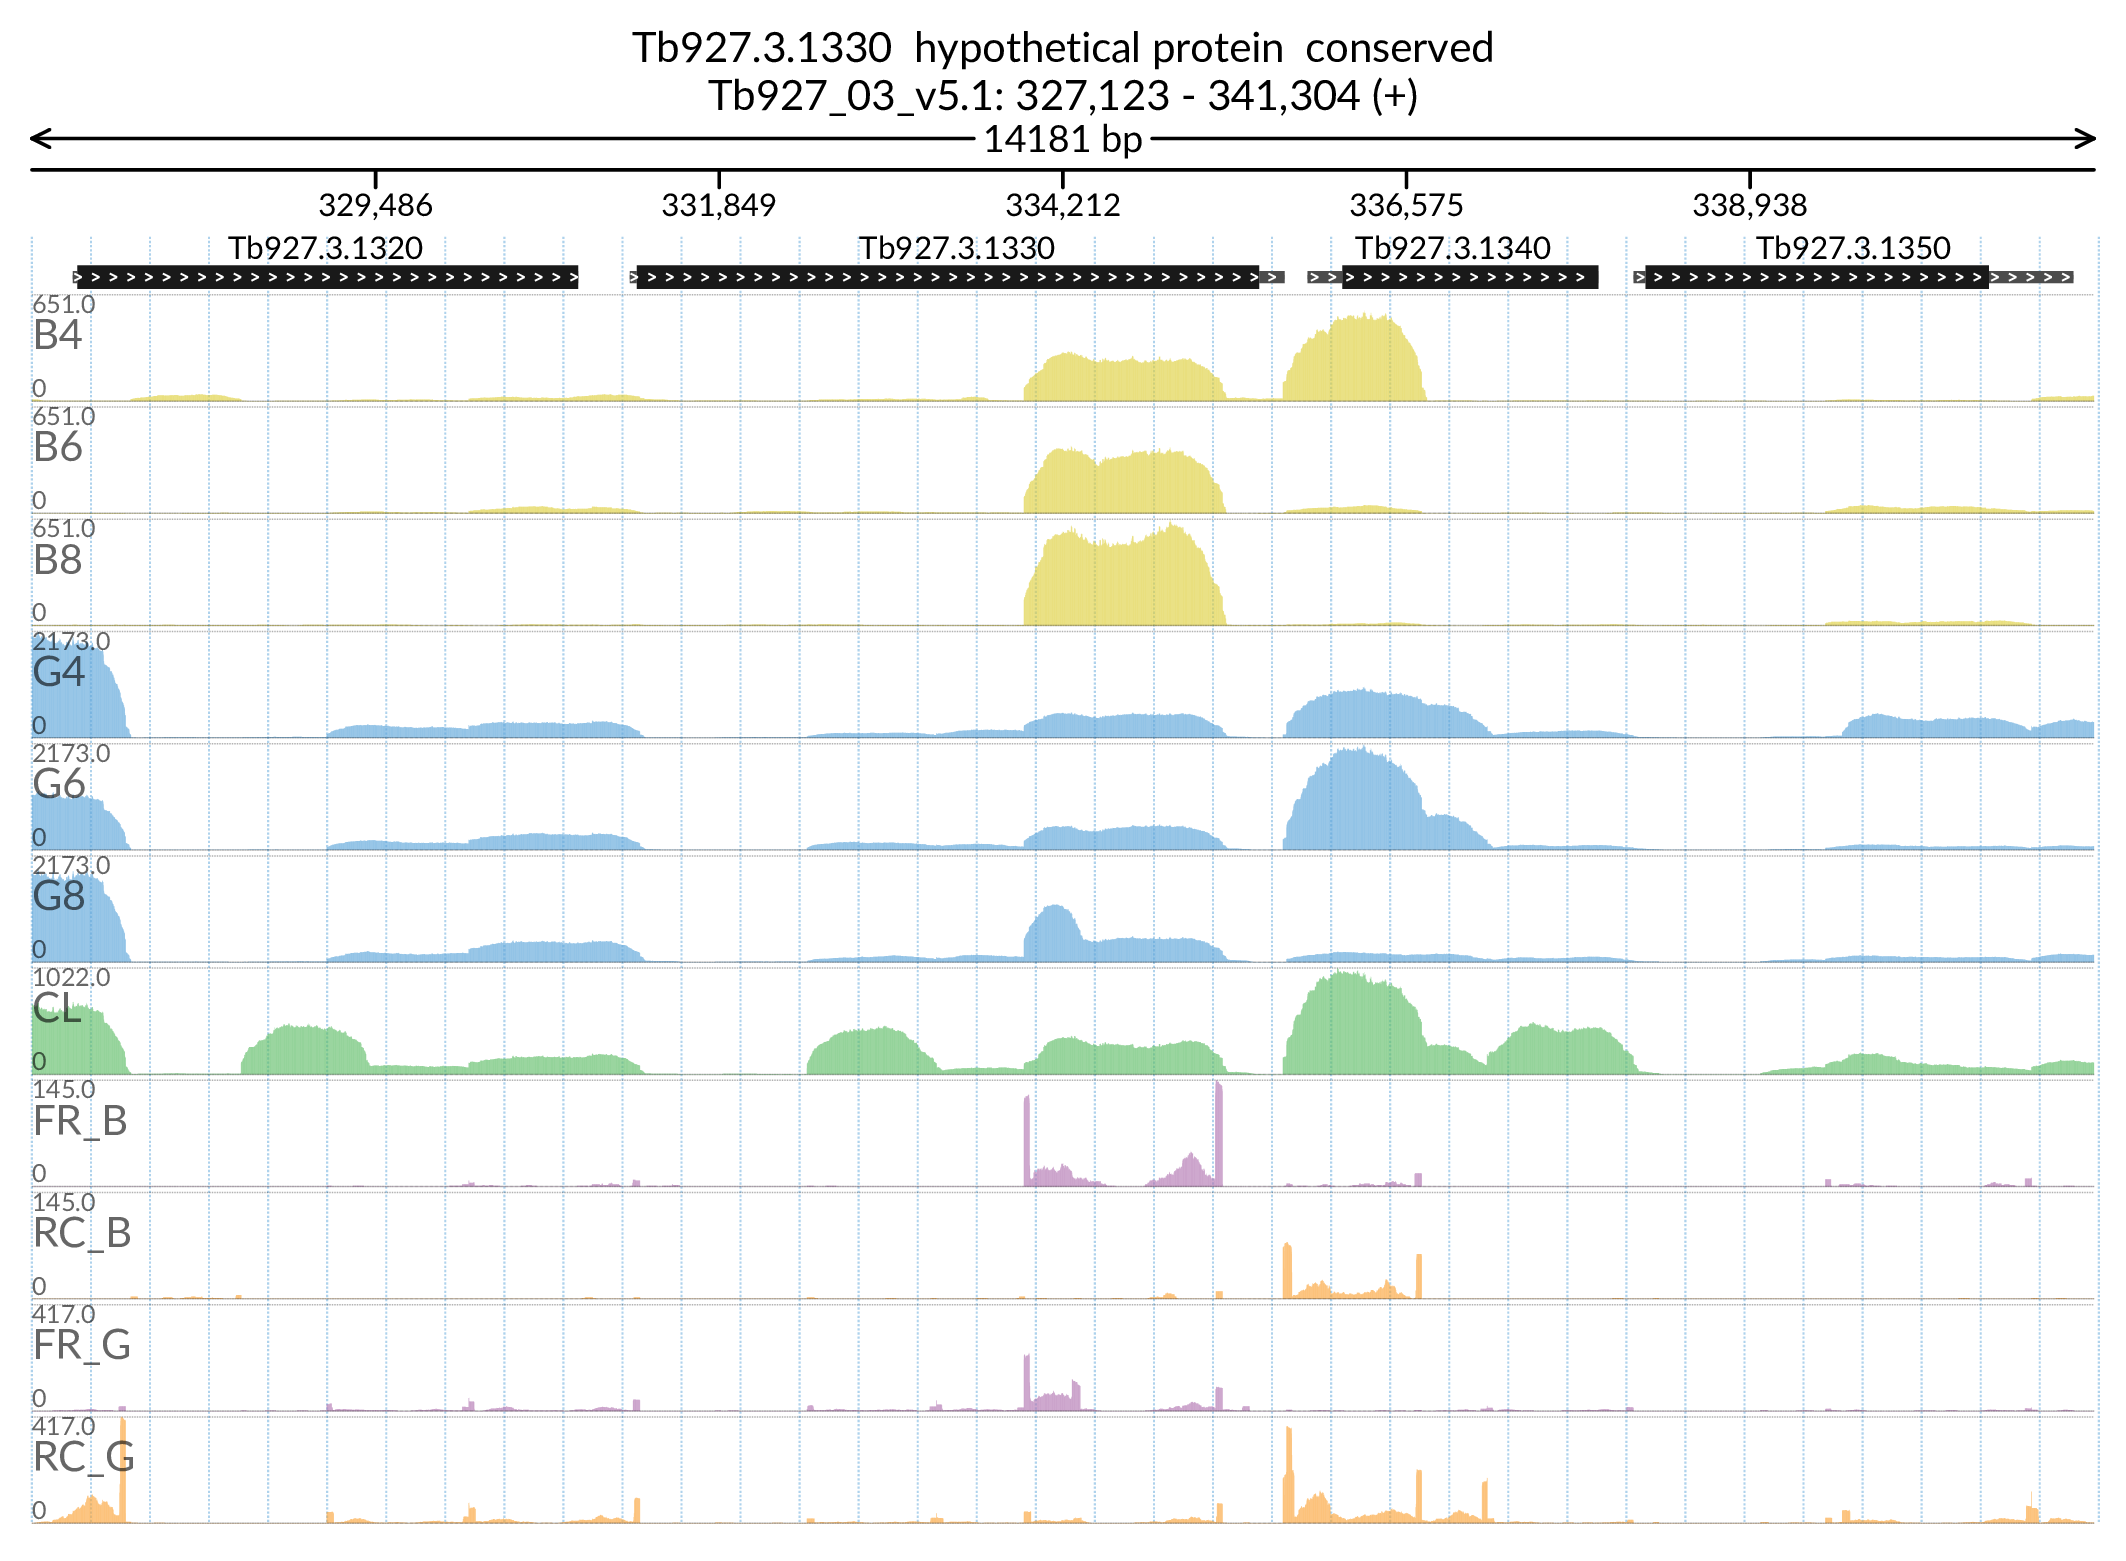 Tb927.3.1330  hypothetical protein  conserved
Tb927_03_v5.1: 327,123 - 341,304 (+)
14181 bp
329,486 331,849 334,212 336,575 338,938
Tb927.3.1320 Tb927.3.1330 Tb927.3.1340 Tb927.3.1350
651.0
B4
0
651.0
B6
0
651.0
B8
0
2173.0
G4
0
2173.0
G6
0
2173.0
G8
0
1022.0
CL
0
145.0
FR_B
0
145.0
RC_B
0
417.0
FR_G
0
417.0
RC_G
0